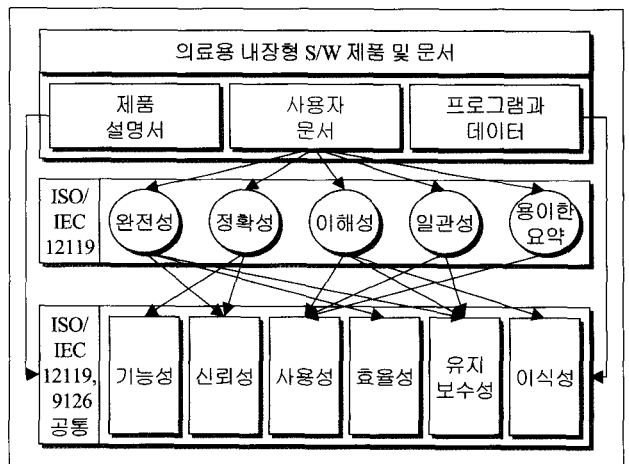 의료용 내장형 S/W 제품 및 문서
제품
설명서
사용자
문서
프로그램과
데이터
ISO/
IEC
12119
완전성
정확성
이해성
일관성
용이한
요약
ISO/
IEC
12119,
9126
공통
기능성
신뢰성
사용성
효율성
유지
보수성
이식성